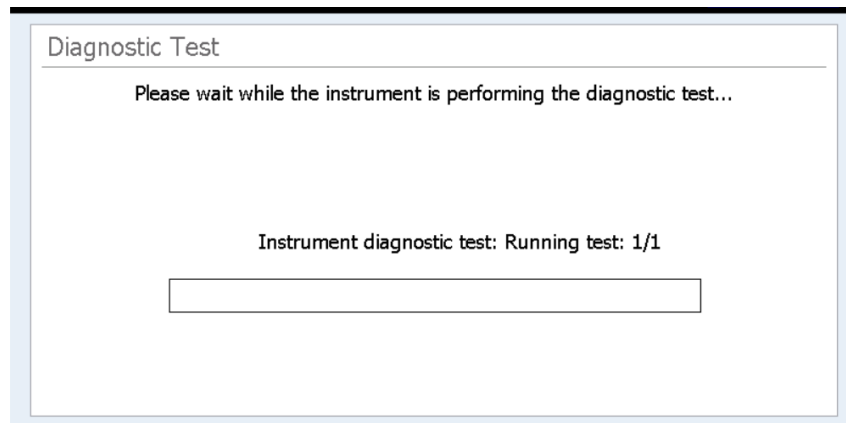 Diagnostic Test
Please wait while the instrument is performing the diagnostic test...
Instrument diagnostic test: Running test: 1/1